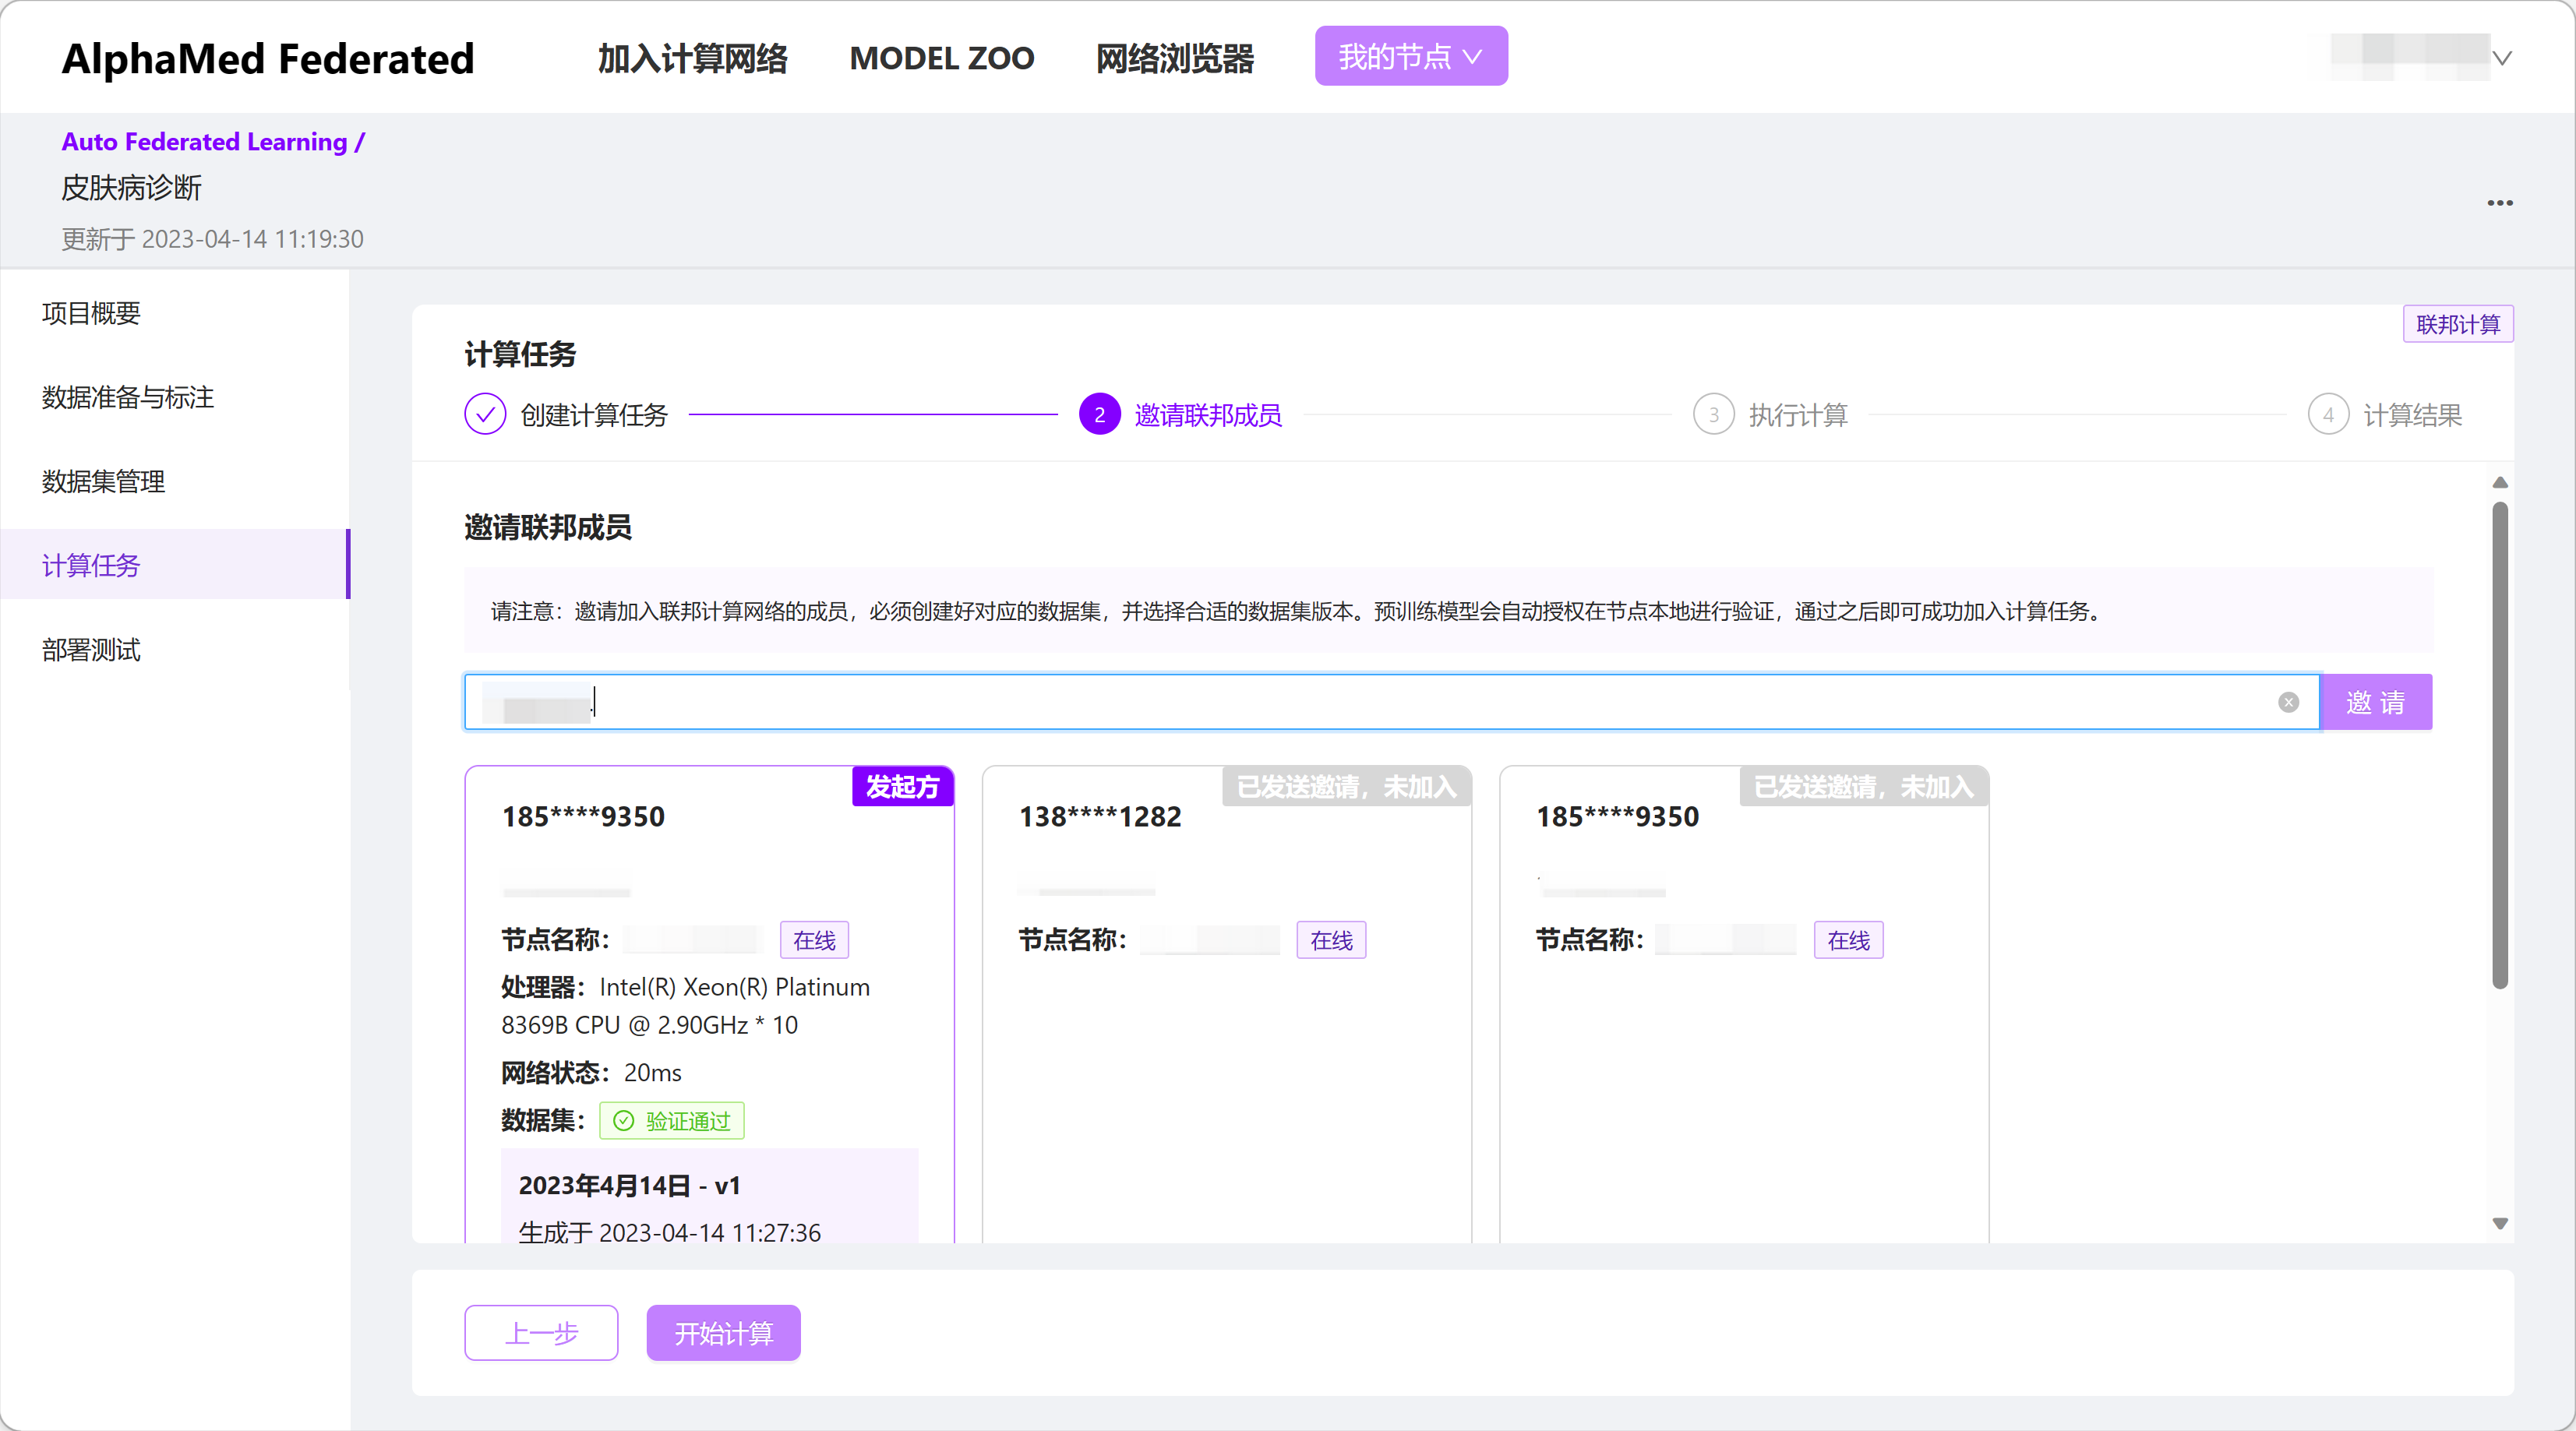 AlphaMed Federated
加入计算网络
MODEL ZOO
网络浏览器
我的节点
Auto Federated Learning /
皮肤病诊断
更新于 2023-04-14 11:19:30
项目概要
数据准备与标注
数据集管理
计算任务
部署测试
联邦计算
计算任务
创建计算任务
2 邀请联邦成员
3 执行计算
4 计算结果
邀请联邦成员
请注意：邀请加入联邦计算网络的成员，必须创建好对应的数据集，并选择合适的数据集版本。预训练模型会自动授权在节点本地进行验证，通过之后即可成功加入计算任务。
邀 请
发起方
185****9350
节点名称：
在线
处理器：Intel(R) Xeon(R) Platinum
8369B CPU @ 2.90GHz * 10
网络状态：20ms
数据集：
验证通过
2023年4月14日 - v1
生成于 2023-04-14 11:27:36
已发送邀请，未加入
138****1282
节点名称：
在线
已发送邀请，未加入
185****9350
节点名称：
在线
上一步
开始计算